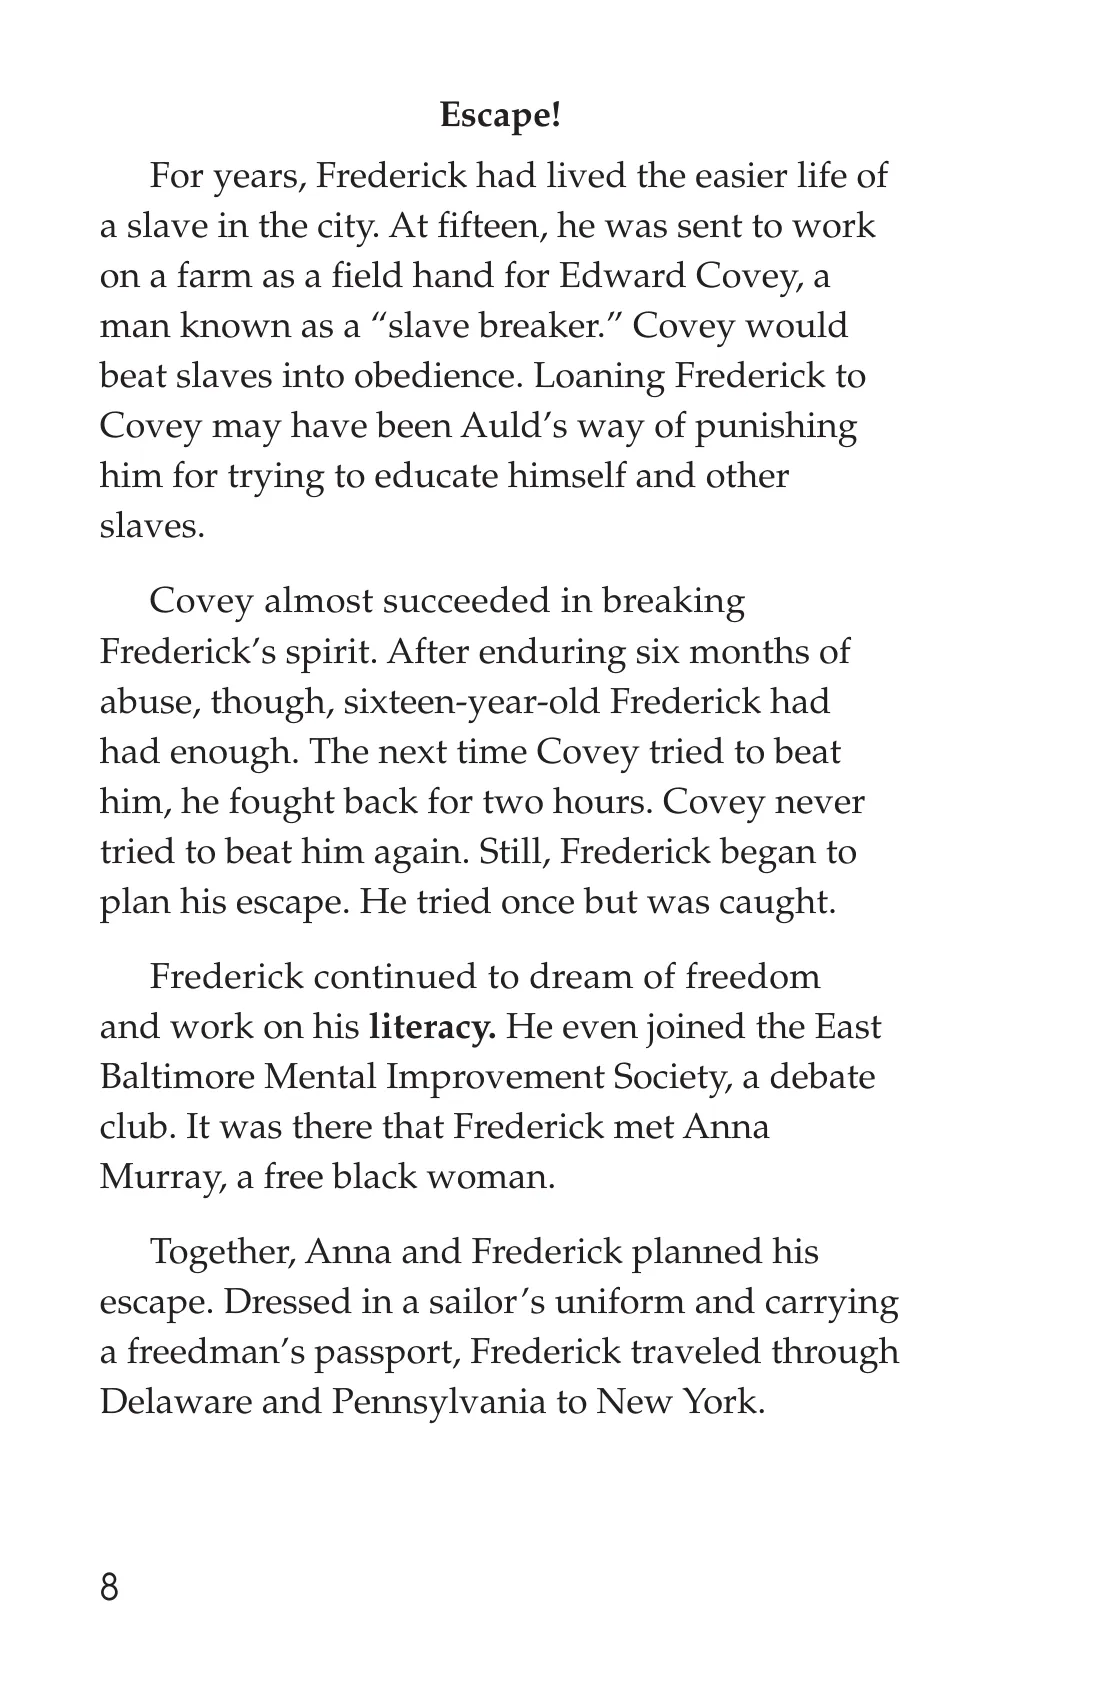 Escape!
For years, Frederick had lived the easier life of
a slave in the city. At fifteen, he was sent to work
on a farm as a field hand for Edward Covey, a
man known as a “slave breaker.” Covey would
beat slaves into obedience. Loaning Frederick to
Covey may have been Auld’s way of punishing
him for trying to educate himself and other
slaves.
Covey almost succeeded in breaking
Frederick’s spirit. After enduring six months of
abuse, though, sixteen-year-old Frederick had
had enough. The next time Covey tried to beat
him, he fought back for two hours. Covey never
tried to beat him again. Still, Frederick began to
plan his escape. He tried once but was caught.
Frederick continued to dream of freedom
and work on his literacy. He even joined the East
Baltimore Mental Improvement Society, a debate
club. It was there that Frederick met Anna
Murray, a free black woman.
Together, Anna and Frederick planned his
escape. Dressed in a sailor’s uniform and carrying
a freedman’s passport, Frederick traveled through
Delaware and Pennsylvania to New York.
8